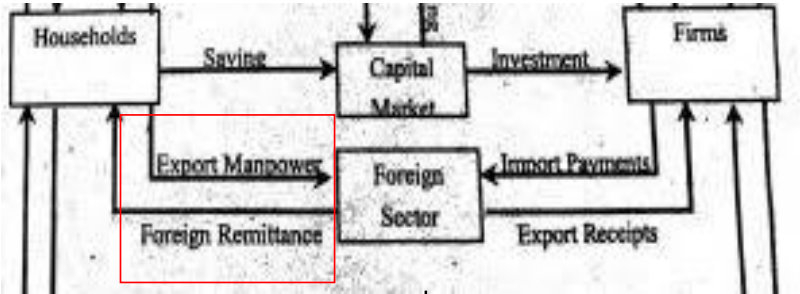 Households
Firms
Saving
Capital
Market
Investment
Export Manpower
Foreign
Sector
Import Payments
Foreign Remittance
Export Receipts